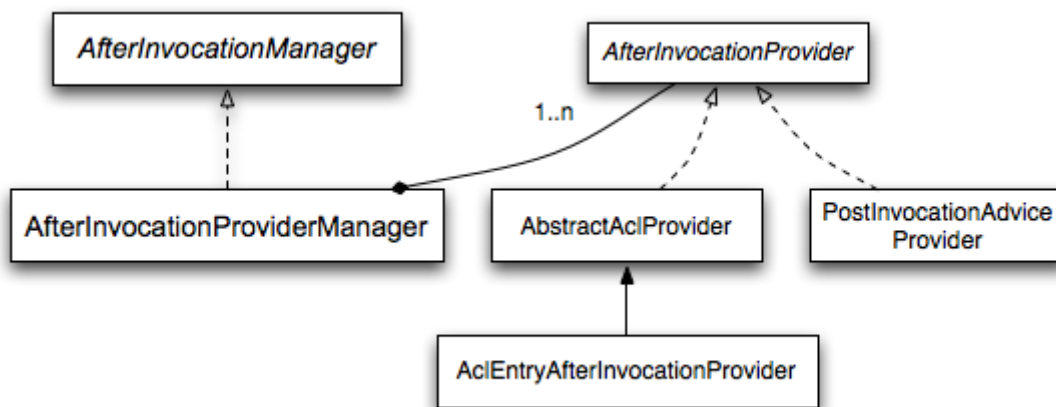 AfterInvocationManager
AfterInvocationProvider
1..n
AfterInvocationProviderManager
AbstractAclProvider
PostInvocationAdvice
Provider
AclEntryAfterInvocationProvider